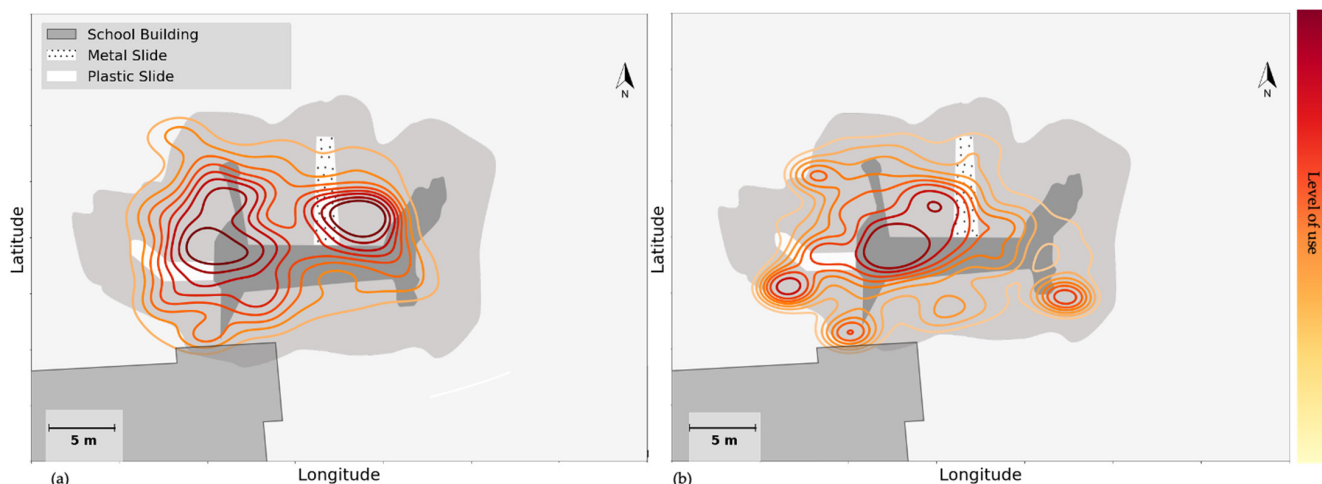 School Building
Metal Slide
Plastic Slide
N
N
Latitude
Latitude
Level of use
5 m
5 m
(a)
Longitude
(b)
Longitude